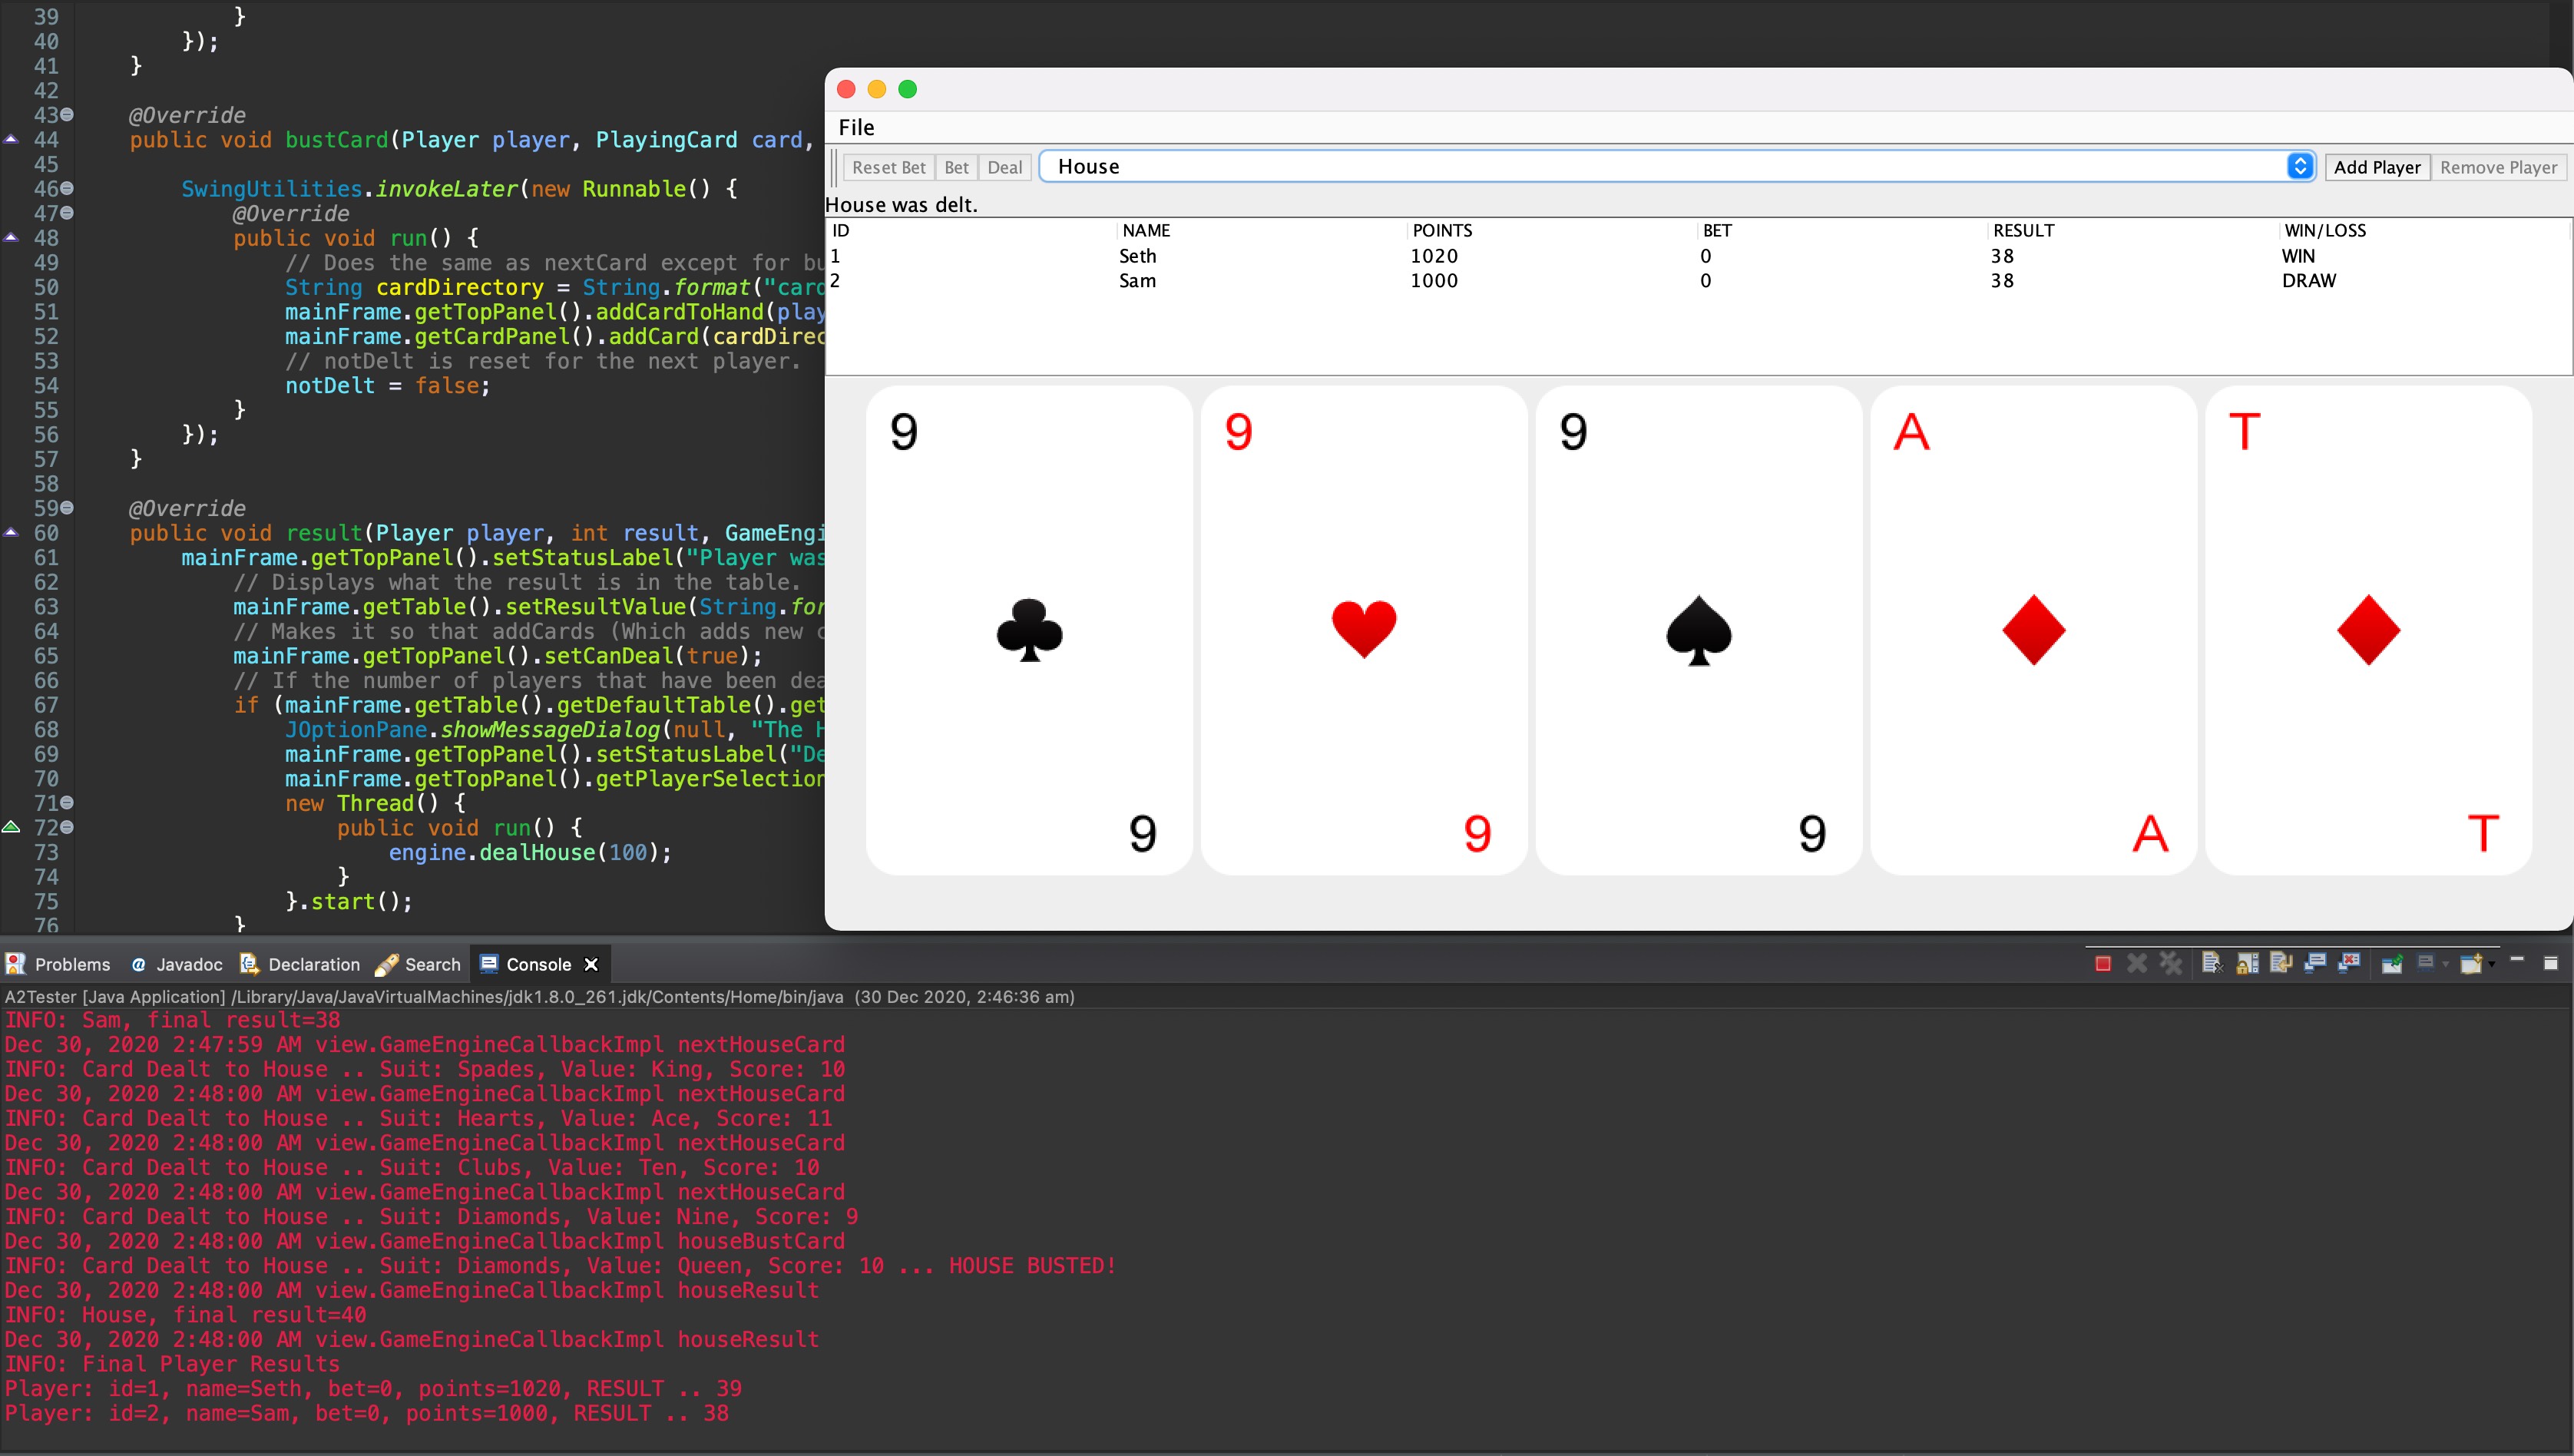 39 }
40 });
41 }
42
43 @Override
44 public void bustCard(Player player, PlayingCard card,
45
46 SwingUtilities.invokeLater(new Runnable() {
47 @Override
48 public void run() {
49 // Does the same as nextCard except for bu
50 String cardDirectory = String.format("card
51 mainFrame.getTopPanel().addCardToHand(play
52 mainFrame.getCardPanel().addCard(cardDirec
53 // notDelt is reset for the next player.
54 notDelt = false;
55 }
56 });
57 }
58
59 @Override
60 public void result(Player player, int result, GameEngi
61 mainFrame.getTopPanel().setStatusLabel("Player was
62 // Displays what the result is in the table.
63 mainFrame.getTable().setResultValue(String.for
64 // Makes it so that addCards (Which adds new c
65 mainFrame.getTopPanel().setCanDeal(true);
66 // If the number of players that have been dea
67 if (mainFrame.getTable().getDefaultTable().get
68 JOptionPane.showMessageDialog(null, "The H
69 mainFrame.getTopPanel().setStatusLabel("De
70 mainFrame.getTopPanel().getPlayerSelection
71 new Thread() {
72 public void run() {
73 engine.dealHouse(100);
74 }
75 }.start();
76 }
File
Reset Bet Bet Deal House Add Player Remove Player
House was delt.
ID NAME POINTS BET RESULT WIN/LOSS
1 Seth 1020 0 38 WIN
2 Sam 1000 0 38 DRAW
9 9 9 A T
9 9 9 A T
Problems Javadoc Declaration Search Console
A2Tester [Java Application] /Library/Java/JavaVirtualMachines/jdk1.8.0_261.jdk/Contents/Home/bin/java (30 Dec 2020, 2:46:36 am)
INFO: Sam, final result=38
Dec 30, 2020 2:47:59 AM view.GameEngineCallbackImpl nextHouseCard
INFO: Card Dealt to House .. Suit: Spades, Value: King, Score: 10
Dec 30, 2020 2:48:00 AM view.GameEngineCallbackImpl nextHouseCard
INFO: Card Dealt to House .. Suit: Hearts, Value: Ace, Score: 11
Dec 30, 2020 2:48:00 AM view.GameEngineCallbackImpl nextHouseCard
INFO: Card Dealt to House .. Suit: Clubs, Value: Ten, Score: 10
Dec 30, 2020 2:48:00 AM view.GameEngineCallbackImpl nextHouseCard
INFO: Card Dealt to House .. Suit: Diamonds, Value: Nine, Score: 9
Dec 30, 2020 2:48:00 AM view.GameEngineCallbackImpl houseBustCard
INFO: Card Dealt to House .. Suit: Diamonds, Value: Queen, Score: 10 ... HOUSE BUSTED!
Dec 30, 2020 2:48:00 AM view.GameEngineCallbackImpl houseResult
INFO: House, final result=40
Dec 30, 2020 2:48:00 AM view.GameEngineCallbackImpl houseResult
INFO: Final Player Results
Player: id=1, name=Seth, bet=0, points=1020, RESULT .. 39
Player: id=2, name=Sam, bet=0, points=1000, RESULT .. 38